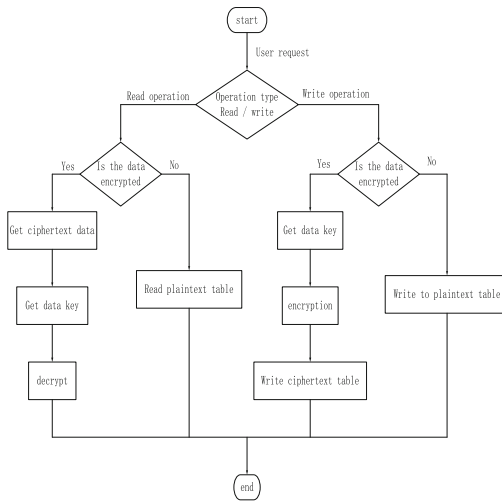 start
User request
Operation type
Read / write
Read operation
Write operation
Is the data
encrypted
Yes
No
Is the data
encrypted
Yes
No
Get ciphertext data
Get data key
Get data key
Read plaintext table
encryption
Write to plaintext table
decrypt
Write ciphertext table
end